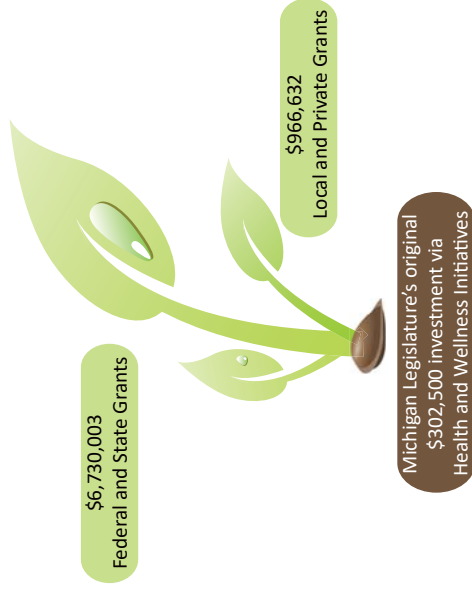 $6,730,003
Federal and State Grants
$966,632
Local and Private Grants
Michigan Legislature's original
$302,500 investment via
Health and Wellness Initiatives